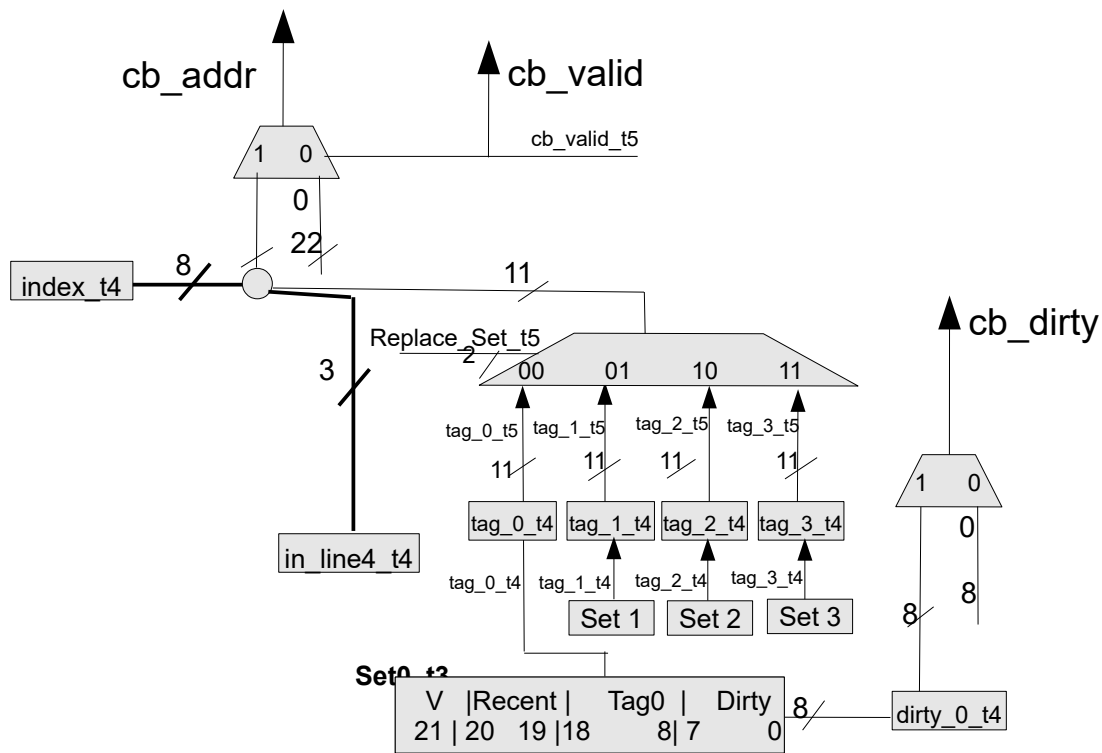 cb_addr
cb_valid
cb_valid_t5
1 0
0
22
8
index_t4
11
Replace_Set_t5
2
3
00 01 10 11
cb_dirty
tag_0_t5 tag_1_t5 tag_2_t5 tag_3_t5
11 11 11 11
1 0
tag_0_t4 tag_1_t4 tag_2_t4 tag_3_t4
0
in_line4_t4
tag_0_t4 tag_1_t4 tag_2_t4 tag_3_t4
8 8
Set 1 Set 2 Set 3
Set0_t3
V |Recent | Tag0 | Dirty
21 | 20 19 |18 8| 7 0
8
dirty_0_t4